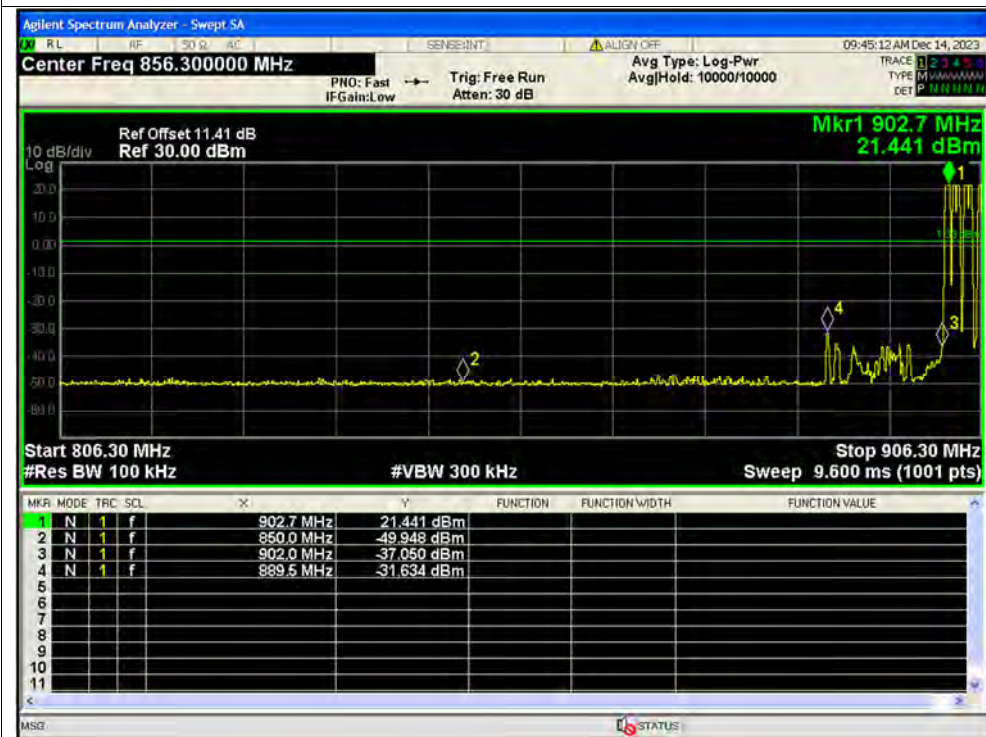 Agilent Spectrum Analyzer - Swept SA
RL RF 50 Ω AC SENSE:INT ALIGN OFF 09:45:12 AM Dec 14, 2023
Center Freq 856.300000 MHz Avg Type: Log-Pwr TRACE 1 2 3 4 5 6
PNO: Fast Trig: Free Run Avg|Hold: 10000/10000 TYPE M
IFGain:Low Atten: 30 dB DET P N N N N N
Mkr1 902.7 MHz
Ref Offset 11.41 dB
10 dB/div Ref 30.00 dBm 21.441 dBm
Log
1
20.0
10.0
0.00
-10.0
-20.0
4
-30.0
3
-40.0
2
-50.0
-60.0
Start 806.30 MHz Stop 906.30 MHz
#Res BW 100 kHz #VBW 300 kHz Sweep 9.600 ms (1001 pts)
MKR MODE TRC SCL X Y FUNCTION FUNCTION WIDTH FUNCTION VALUE
1 N 1 f 902.7 MHz 21.441 dBm
2 N 1 f 850.0 MHz -49.948 dBm
3 N 1 f 902.0 MHz -37.050 dBm
4 N 1 f 889.5 MHz -31.634 dBm
5
6
7
8
9
10
11
MSG STATUS